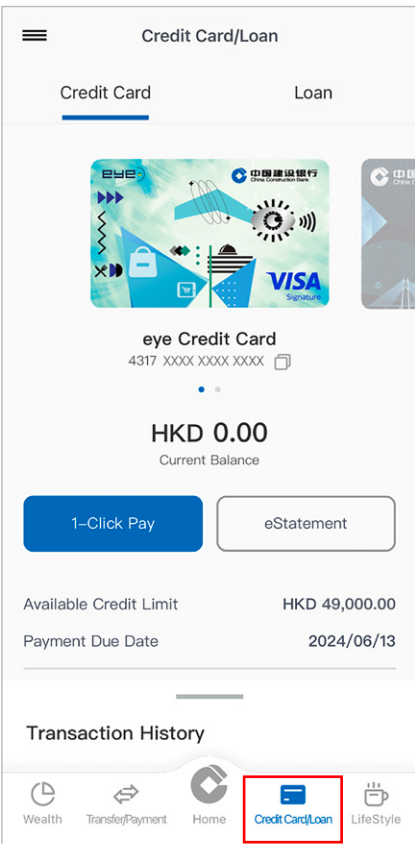 Credit Card/Loan
Credit Card
Loan
eye
中国建设银行
China Construction Bank
VISA
Signature
eye Credit Card
4317 XXXX XXXX XXXX
HKD 0.00
Current Balance
1-Click Pay
eStatement
Available Credit Limit
HKD 49,000.00
Payment Due Date
2024/06/13
Transaction History
Wealth
Transfer/Payment
Home
Credit Card/Loan
LifeStyle